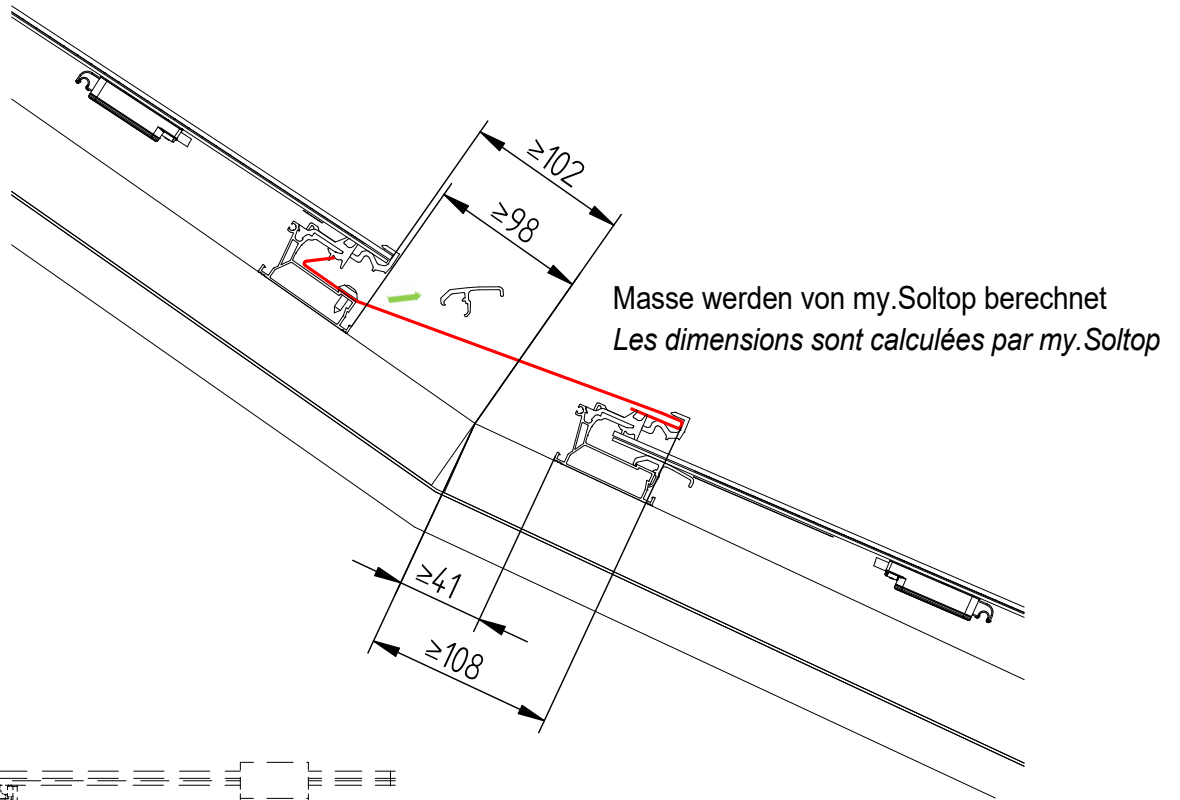 ≥102
≥98
Masse werden von my.Soltop berechnet
Les dimensions sont calculées par my.Soltop
≥41
≥108